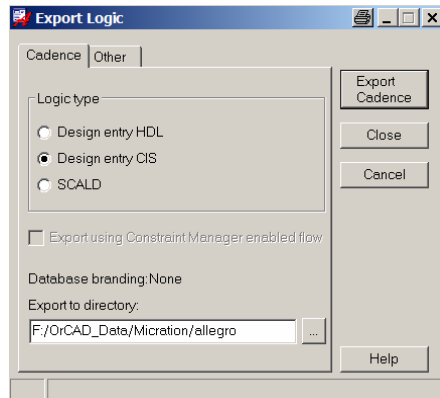 Export Logic
Cadence
Other
Export
Cadence
Logic type
Design entry HDL
Close
Design entry CIS
Cancel
SCALD
Export using Constraint Manager enabled flow
Database branding:None
Export to directory:
F:/OrCAD_Data/Micration/allegro
...
Help